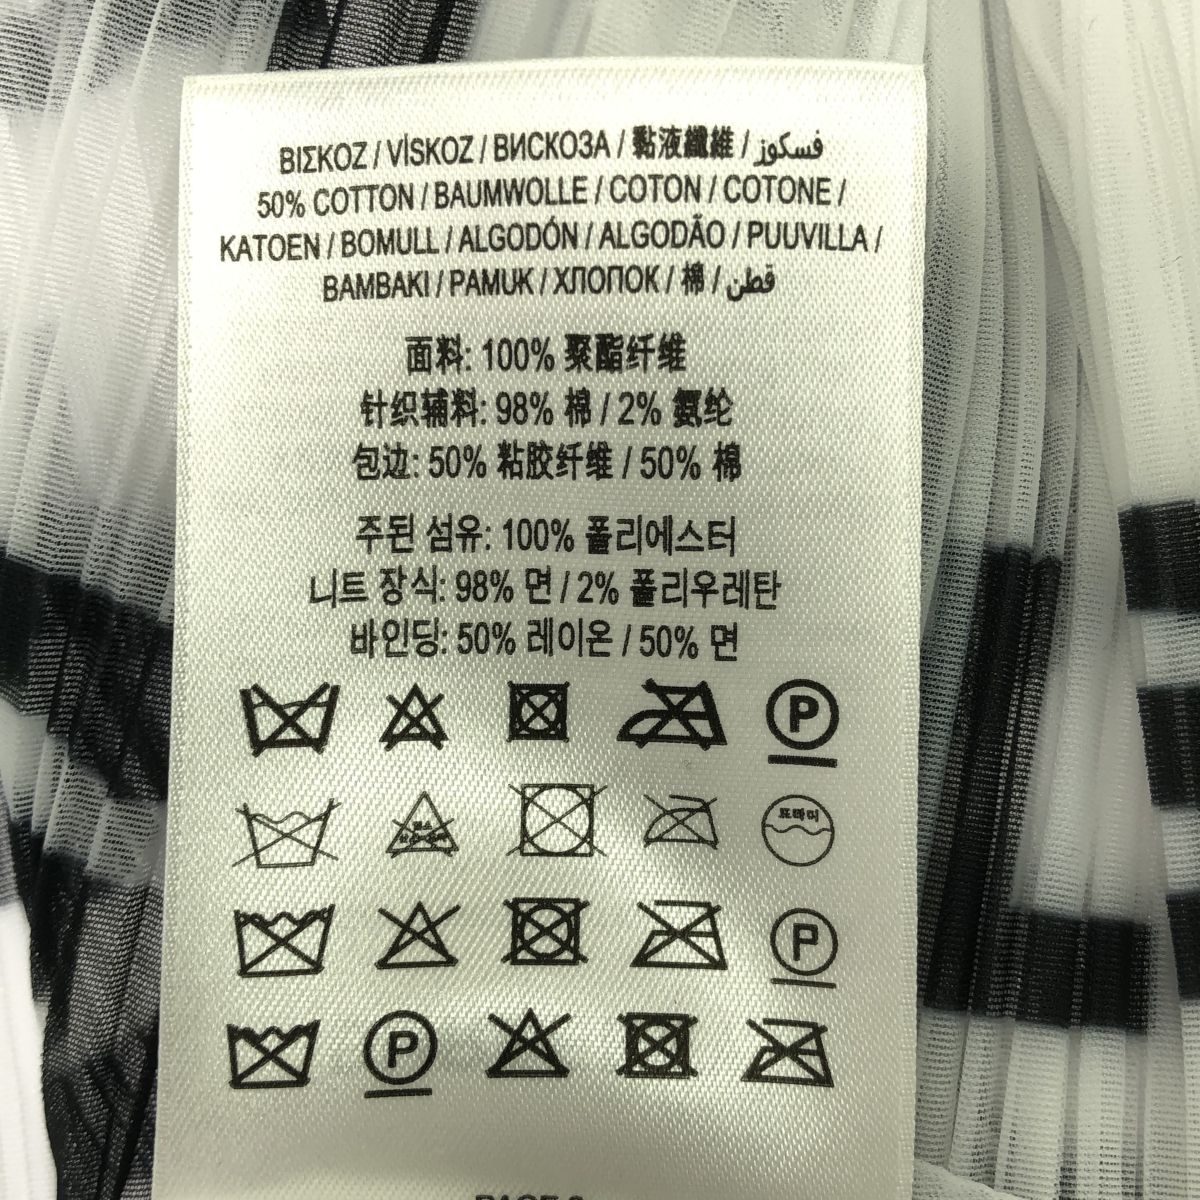 ΒΙΣΚΟΖ / VİSKOZ / ВИСКОЗА / 黏液纖維 / فسكوز
50% COTTON / BAUMWOLLE / COTON / COTONE /
KATOEN / BOMULL / ALGODÓN / ALGODÃO / PUUVILLA /
BAMBAKI / PAMUK / ХЛОПОК / 棉 / قطن
面料: 100% 聚酯纤维
针织辅料: 98% 棉 / 2% 氨纶
包边: 50% 粘胶纤维 / 50% 棉
주된 섬유: 100% 폴리에스터
니트 장식: 98% 면 / 2% 폴리우레탄
바인딩: 50% 레이온 / 50% 면
P
드라이
P
P